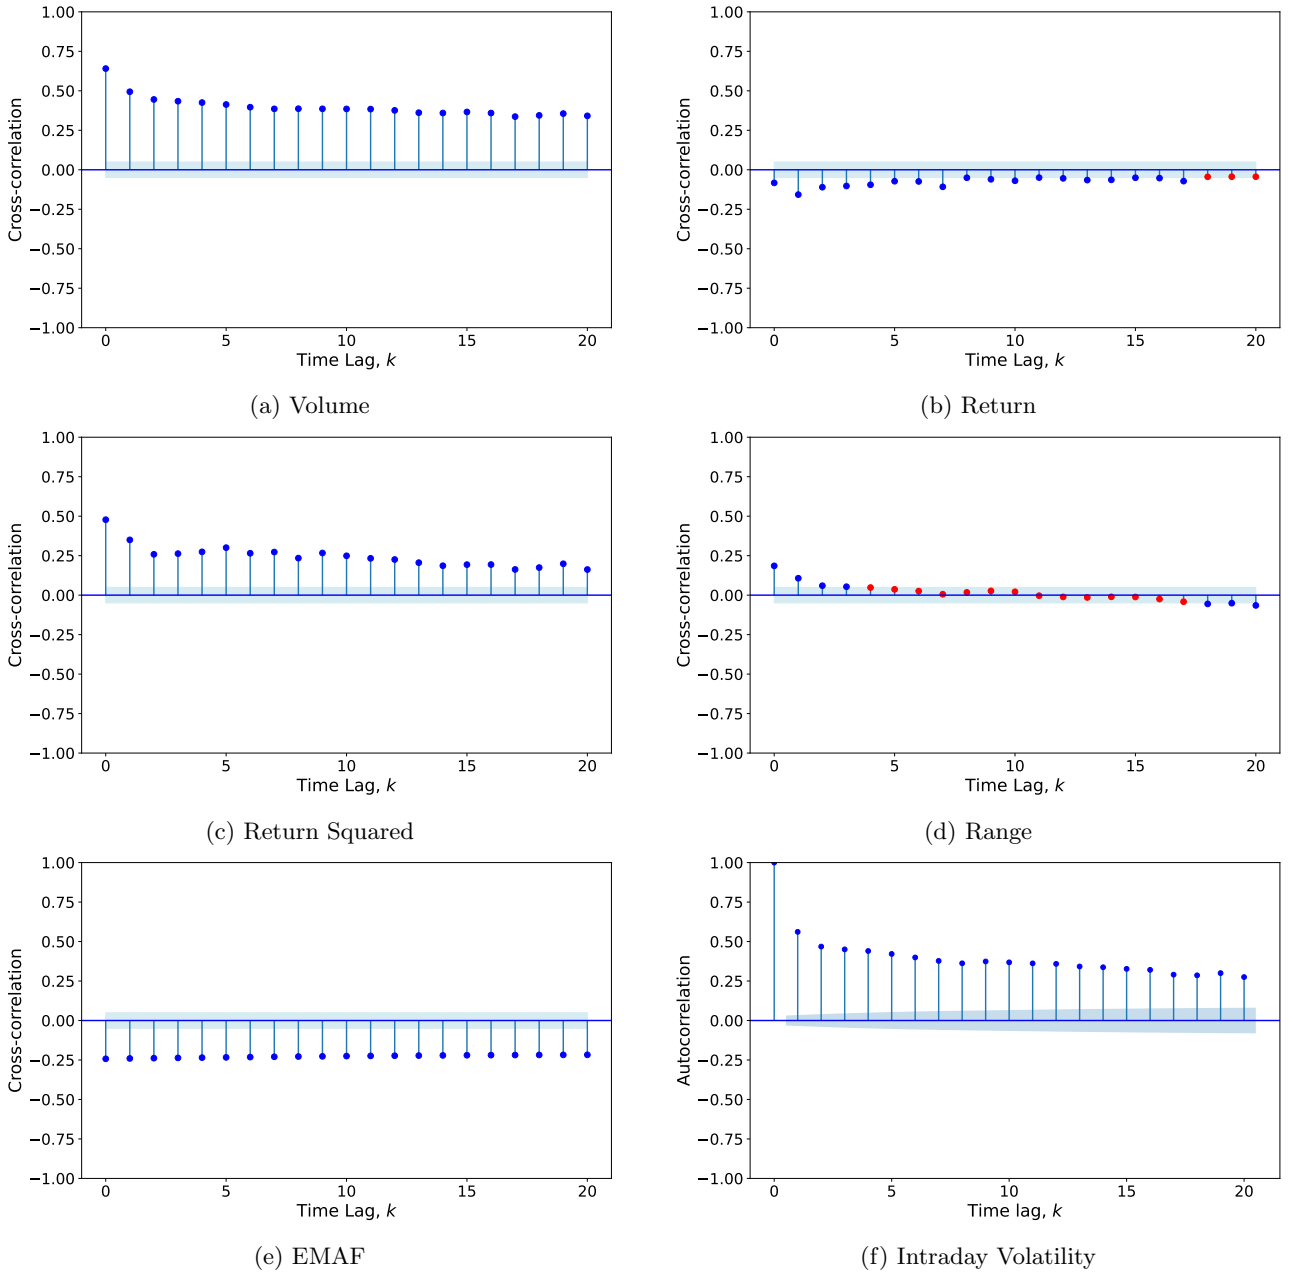 1.00
0.75
0.50
0.25
0.00
−0.25
−0.50
−0.75
−1.00
Cross-correlation
0 5 10 15 20
Time Lag, k
(a) Volume
1.00
0.75
0.50
0.25
0.00
−0.25
−0.50
−0.75
−1.00
Cross-correlation
0 5 10 15 20
Time Lag, k
(b) Return
1.00
0.75
0.50
0.25
0.00
−0.25
−0.50
−0.75
−1.00
Cross-correlation
0 5 10 15 20
Time Lag, k
(c) Return Squared
1.00
0.75
0.50
0.25
0.00
−0.25
−0.50
−0.75
−1.00
Cross-correlation
0 5 10 15 20
Time Lag, k
(d) Range
1.00
0.75
0.50
0.25
0.00
−0.25
−0.50
−0.75
−1.00
Cross-correlation
0 5 10 15 20
Time Lag, k
(e) EMAF
1.00
0.75
0.50
0.25
0.00
−0.25
−0.50
−0.75
−1.00
Autocorrelation
0 5 10 15 20
Time lag, k
(f) Intraday Volatility